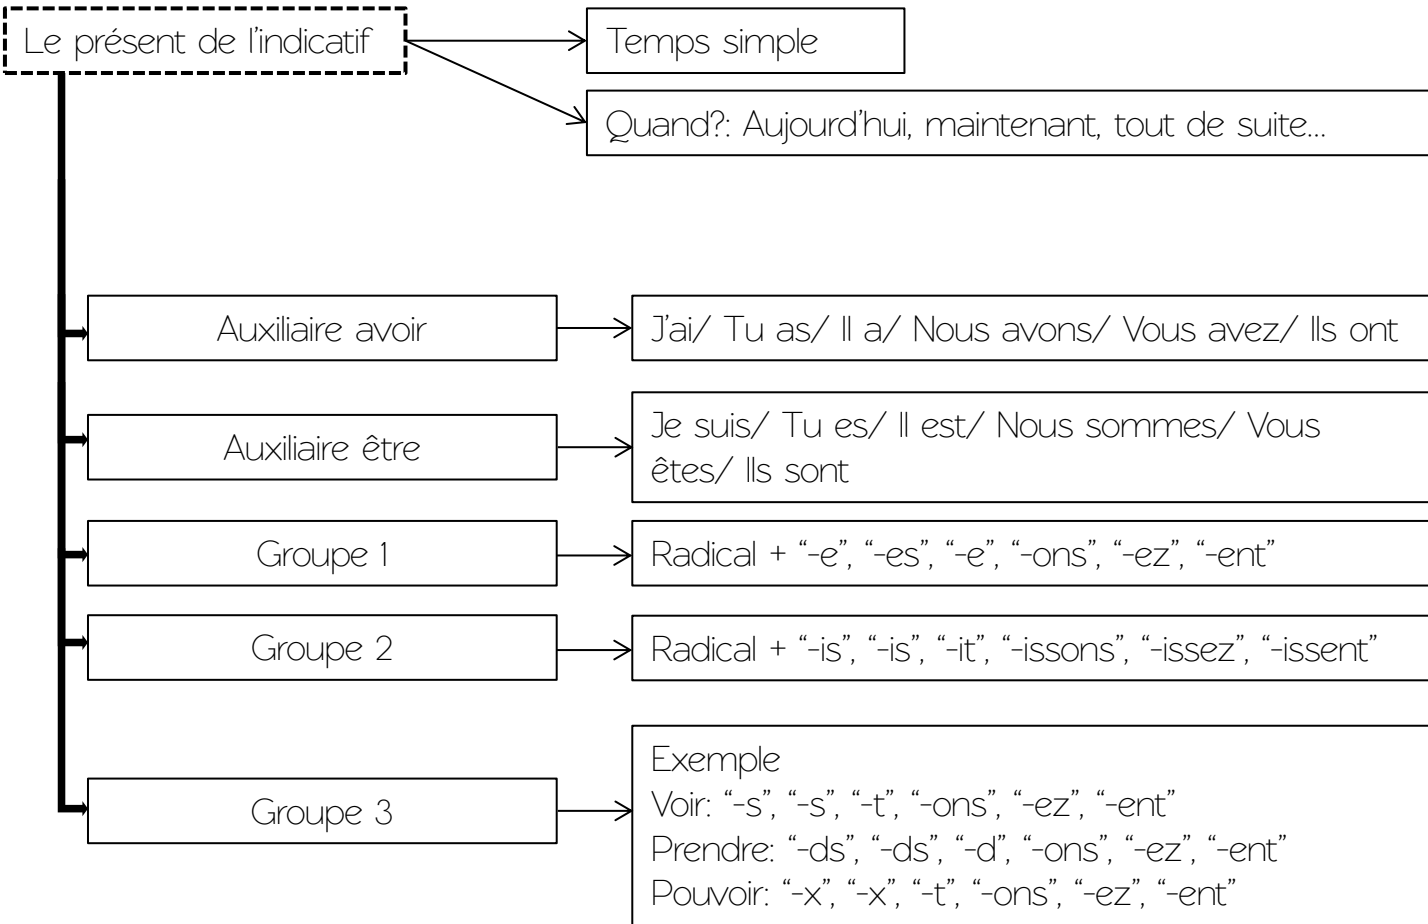 Le présent de l'indicatif
Temps simple
Quand?: Aujourd'hui, maintenant, tout de suite...
Auxiliaire avoir
J'ai/ Tu as/ Il a/ Nous avons/ Vous avez/ Ils ont
Auxiliaire être
Je suis/ Tu es/ Il est/ Nous sommes/ Vous
êtes/ Ils sont
Groupe 1
Radical + “-e”, “-es”, “-e”, “-ons”, “-ez”, “-ent”
Groupe 2
Radical + “-is”, “-is”, “-it”, “-issons”, “-issez”, “-issent”
Groupe 3
Exemple
Voir: “-s”, “-s”, “-t”, “-ons”, “-ez”, “-ent”
Prendre: “-ds”, “-ds”, “-d”, “-ons”, “-ez”, “-ent”
Pouvoir: “-x”, “-x”, “-t”, “-ons”, “-ez”, “-ent”